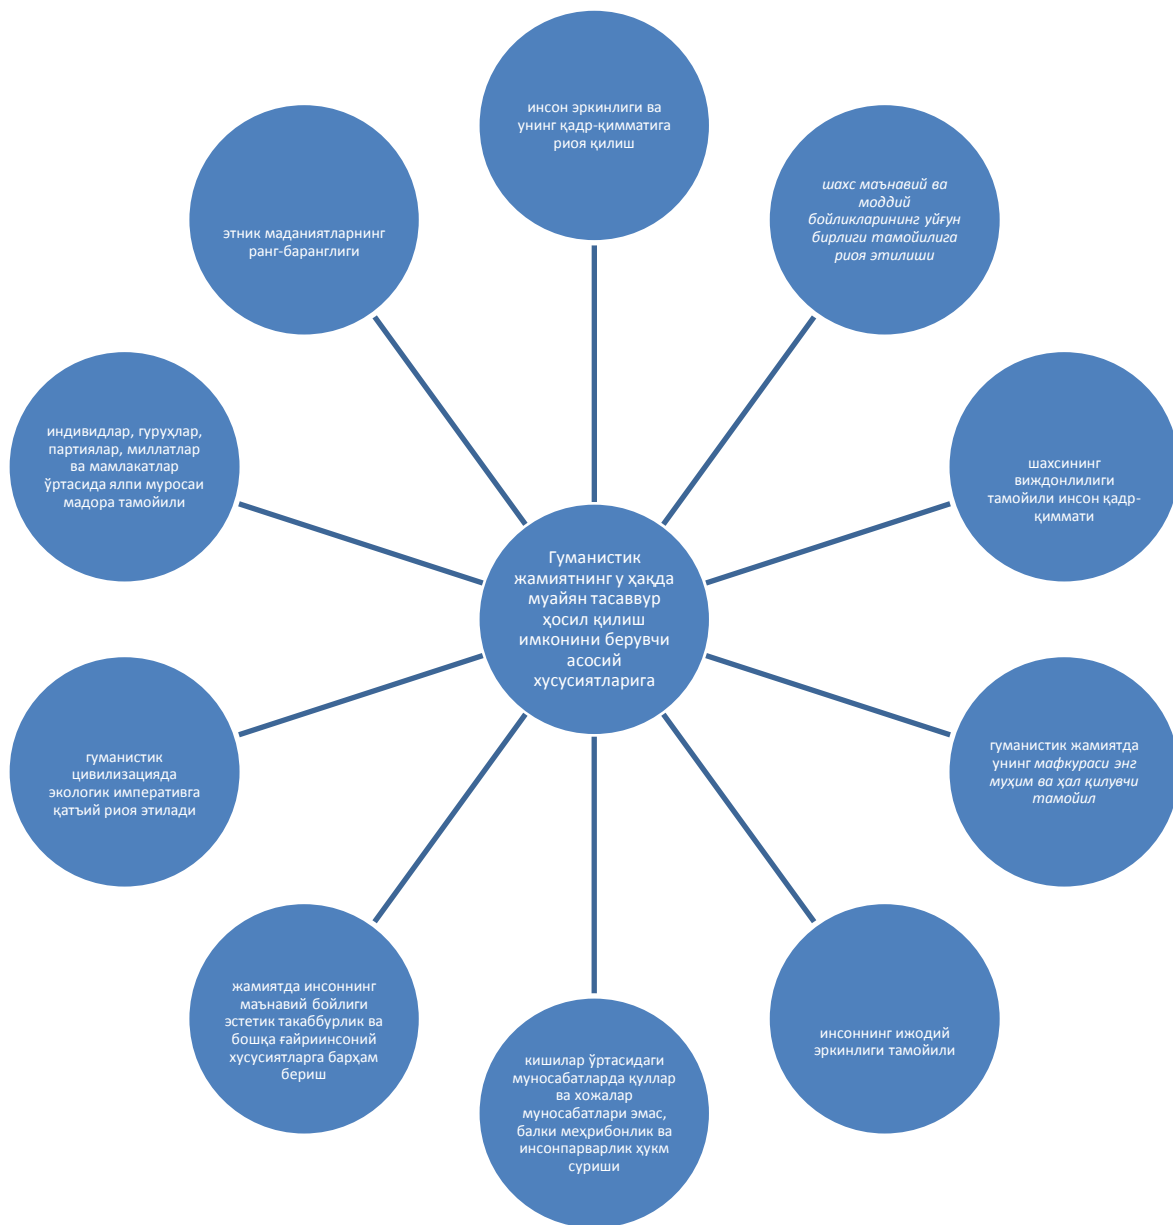 инсон эркинлиги ва
унинг қадр-қимматига
риоя қилиш
шахс маънавий ва
моддий
бойликларининг уйғун
бирлиги тамойилига
риоя этилиши
шахсининг
виждонлилиги
тамойили инсон қадр-
қиммати
гуманистик жамиятда
унинг мафкураси энг
муҳим ва ҳал қилувчи
тамойил
инсоннинг ижодий
эркинлиги тамойили
кишилар ўртасидаги
муносабатларда қуллар
ва хожалар
муносабатлари эмас,
балки меҳрибонлик ва
инсонпарварлик ҳукм
суриши
жамиятда инсоннинг
маънавий бойлиги
эстетик такаббурлик ва
бошқа ғайриинсоний
хусусиятларга барҳам
бериш
гуманистик
цивилизацияда
экологик императивга
қатъий риоя этилади
индивидлар, гуруҳлар,
партиялар, миллатлар
ва мамлакатлар
ўртасида ялпи муросаи
мадора тамойили
этник маданиятларнинг
ранг-баранглиги
Гуманистик
жамиятнинг у ҳақда
муайян тасаввур
ҳосил қилиш
имконини берувчи
асосий
хусусиятларига